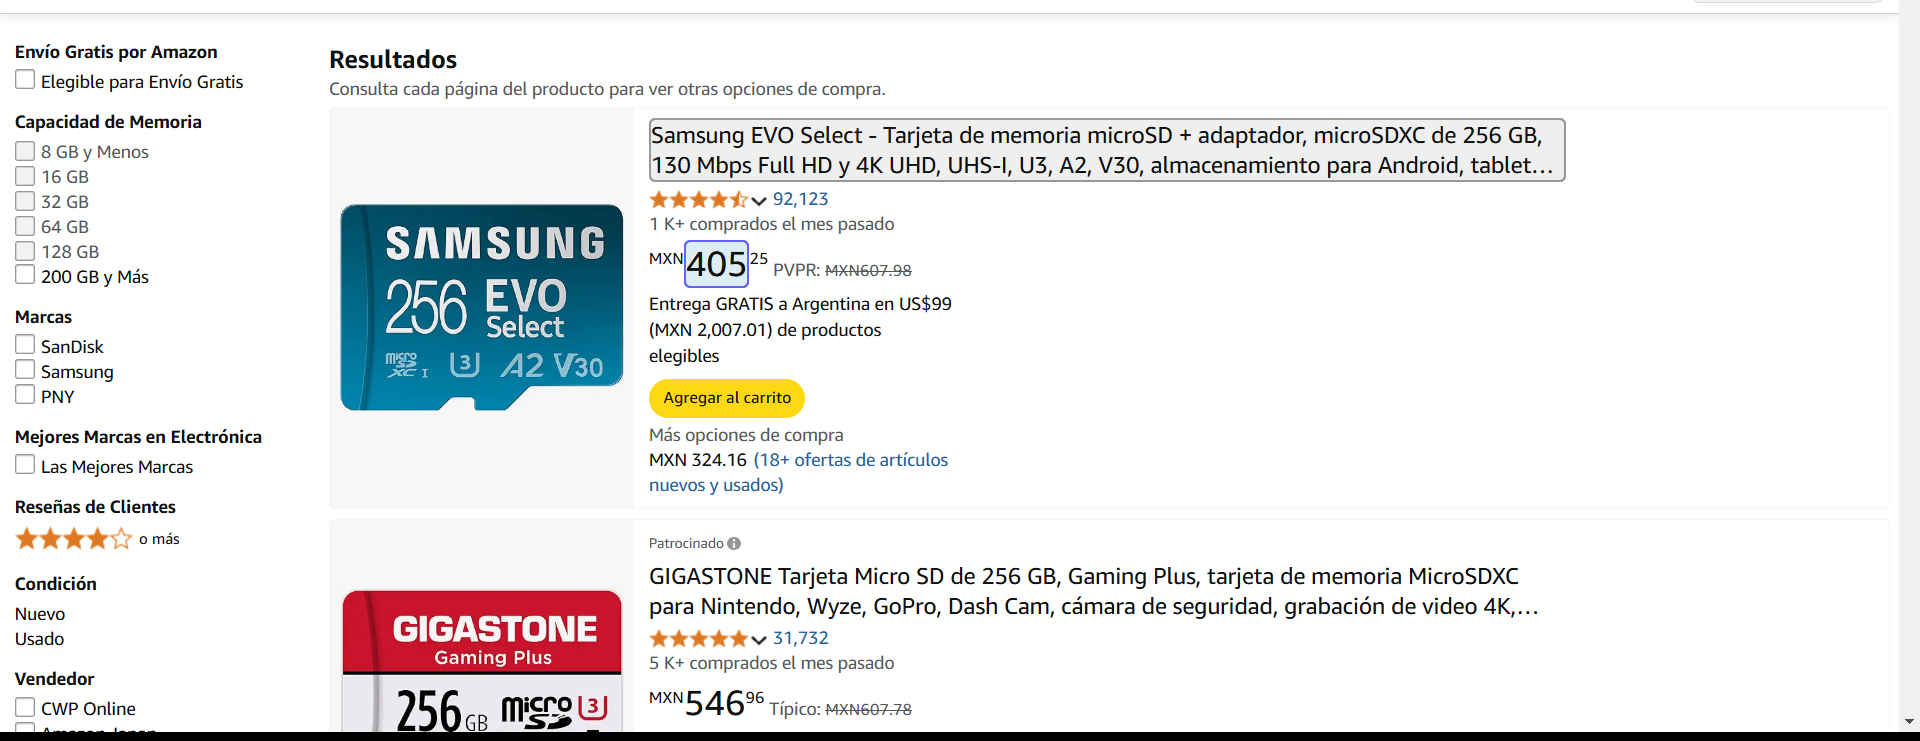 Envío Gratis por Amazon
Elegible para Envío Gratis
Capacidad de Memoria
8 GB y Menos
16 GB
32 GB
64 GB
128 GB
200 GB y Más
Marcas
SanDisk
Samsung
PNY
Mejores Marcas en Electrónica
Las Mejores Marcas
Reseñas de Clientes
o más
Condición
Nuevo
Usado
Vendedor
CWP Online
Amazon Japan
Resultados
Consulta cada página del producto para ver otras opciones de compra.
SAMSUNG
256 EVO
Select
micro SD XC I U3 A2 V30
Samsung EVO Select - Tarjeta de memoria microSD + adaptador, microSDXC de 256 GB,
130 Mbps Full HD y 4K UHD, UHS-I, U3, A2, V30, almacenamiento para Android, tablet…
92,123
1 K+ comprados el mes pasado
MXN405 25 PVPR: MXN607.98
Entrega GRATIS a Argentina en US$99
(MXN 2,007.01) de productos
elegibles
Agregar al carrito
Más opciones de compra
MXN 324.16 (18+ ofertas de artículos
nuevos y usados)
GIGASTONE
Gaming Plus
256 GB micro SD U3
Patrocinado
GIGASTONE Tarjeta Micro SD de 256 GB, Gaming Plus, tarjeta de memoria MicroSDXC
para Nintendo, Wyze, GoPro, Dash Cam, cámara de seguridad, grabación de video 4K,…
31,732
5 K+ comprados el mes pasado
MXN546 96 Típico: MXN607.78